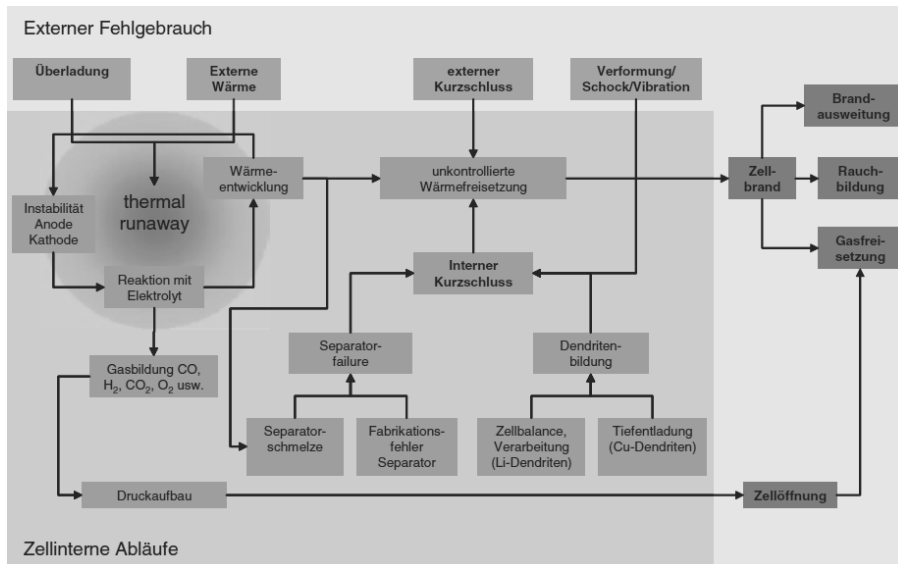 Externer Fehlgebrauch
Überladung
Externe
Wärme
externer
Kurzschluss
Verformung/
Schock/Vibration
Brand-
ausweitung
Wärme-
entwicklung
unkontrollierte
Wärmefreisetzung
Zell-
brand
Rauch-
bildung
thermal
runaway
Instabilität
Anode
Kathode
Gasfrei-
setzung
Reaktion mit
Elektrolyt
Interner
Kurzschluss
Separator-
failure
Dendriten-
bildung
Gasbildung CO,
H₂, CO₂, O₂ usw.
Separator-
schmelze
Fabrikations-
fehler
Separator
Zellbalance,
Verarbeitung
(Li-Dendriten)
Tiefentladung
(Cu-Dendriten)
Druckaufbau
Zellöffnung
Zellinterne Abläufe